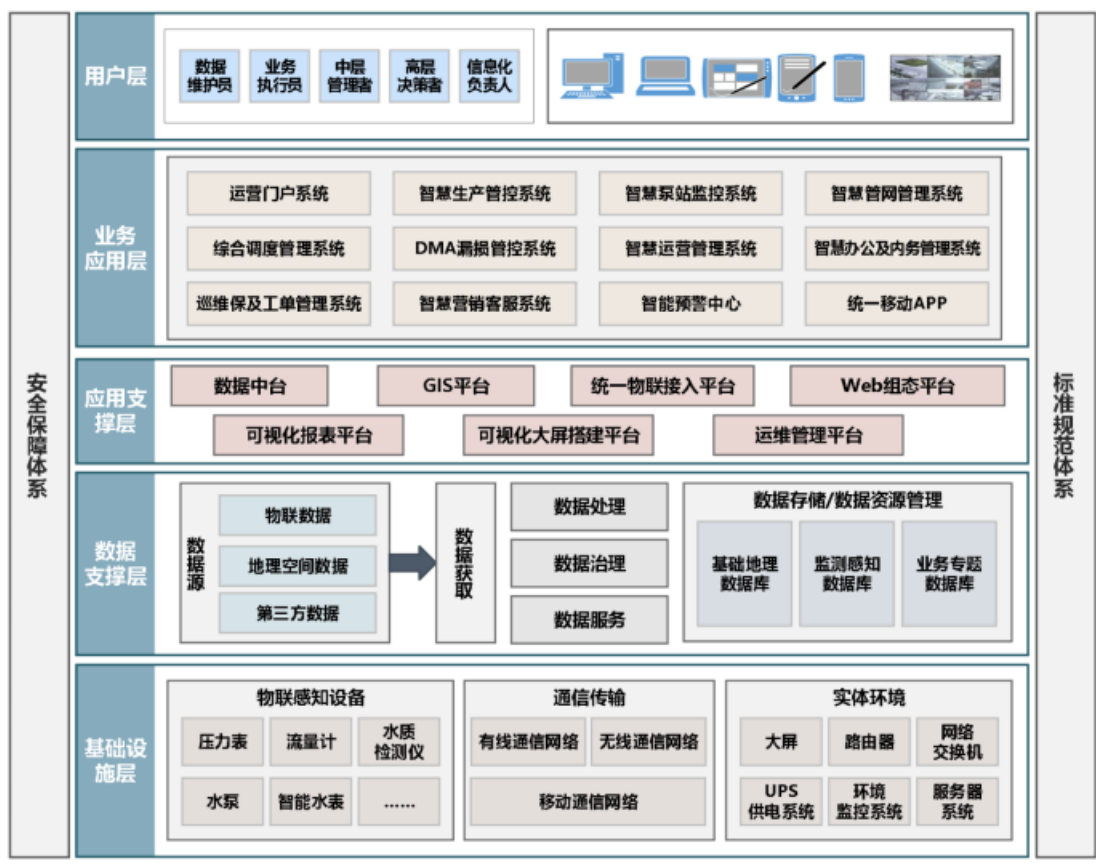 安全保障体系
用户层
数据
维护员
业务
执行员
中层
管理者
高层
决策者
信息化
负责人
业务
应用层
运营门户系统
智慧生产管控系统
智慧泵站监控系统
智慧管网管理系统
综合调度管理系统
DMA漏损管控系统
智慧运营管理系统
智慧办公及内务管理系统
巡维保及工单管理系统
智慧营销客服系统
智能预警中心
统一移动APP
应用支
撑层
数据中台
GIS平台
统一物联接入平台
Web组态平台
可视化报表平台
可视化大屏搭建平台
运维管理平台
数据
支撑层
数据源
物联数据
地理空间数据
第三方数据
数据获取
数据处理
数据治理
数据服务
数据存储/数据资源管理
基础地理
数据库
监测感知
数据库
业务专题
数据库
基础设
施层
物联感知设备
压力表
流量计
水质
检测仪
水泵
智能水表
......
通信传输
有线通信网络
无线通信网络
移动通信网络
实体环境
大屏
路由器
网络
交换机
UPS
供电系统
环境
监控系统
服务器
系统
标准规范体系